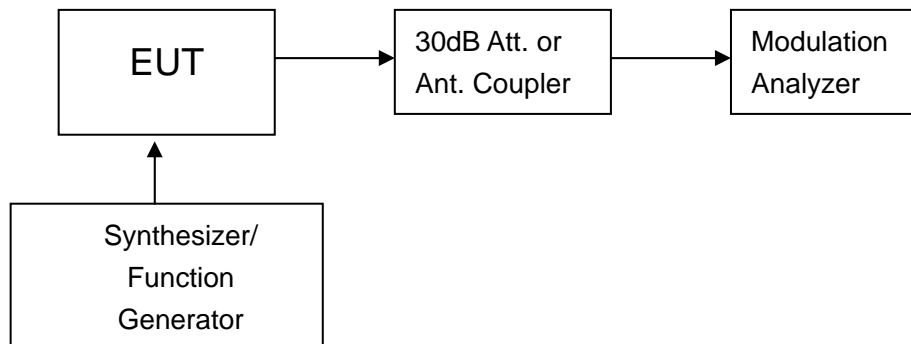 EUT
30dB Att. or
Ant. Coupler
Modulation
Analyzer
Synthesizer/
Function
Generator